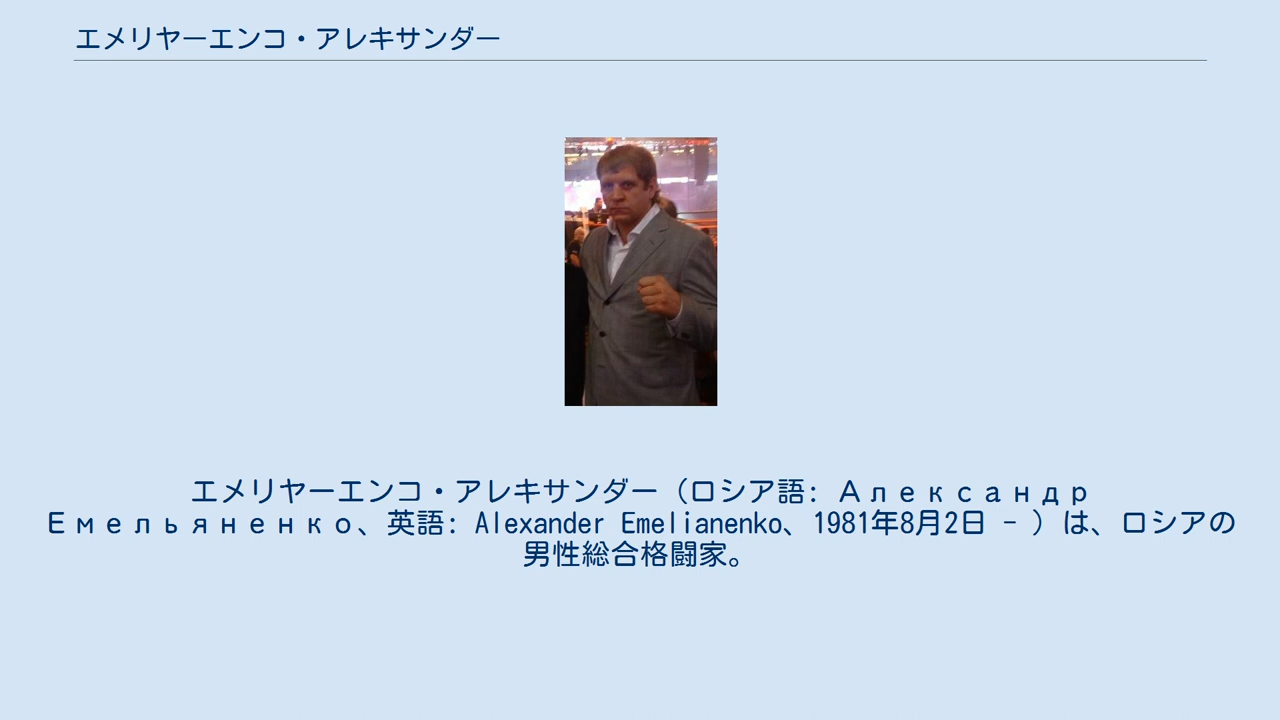 エメリヤーエンコ・アレキサンダー
エメリヤーエンコ・アレキサンダー（ロシア語: Александр
Емельяненко、英語: Alexander Emelianenko、1981年8月2日 - ）は、ロシアの
男性総合格闘家。